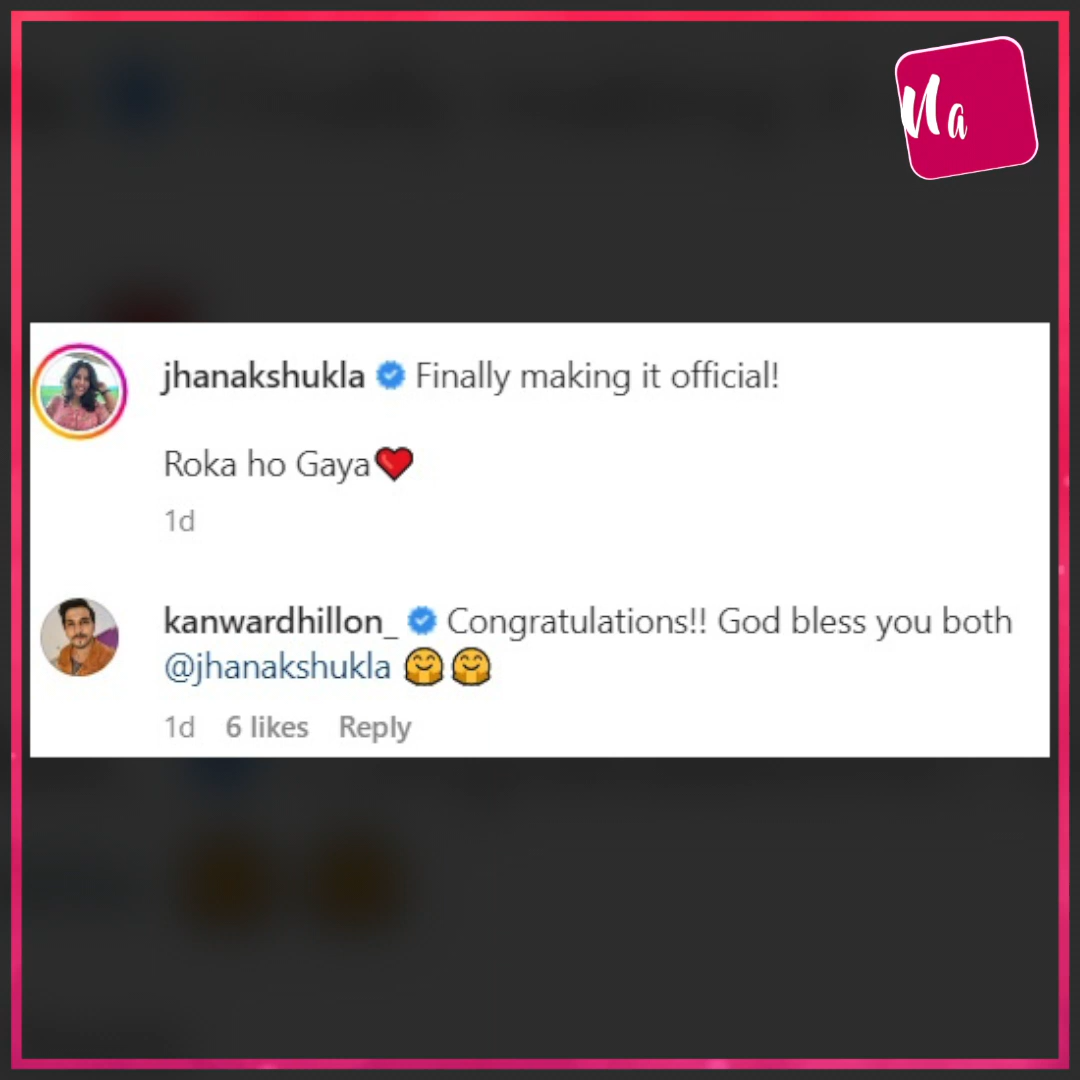 Na
jhanakshukla Finally making it official!
Roka ho Gaya❤️
1d
kanwardhillon_ Congratulations!! God bless you both
@jhanakshukla 🤗🤗
1d 6 likes Reply